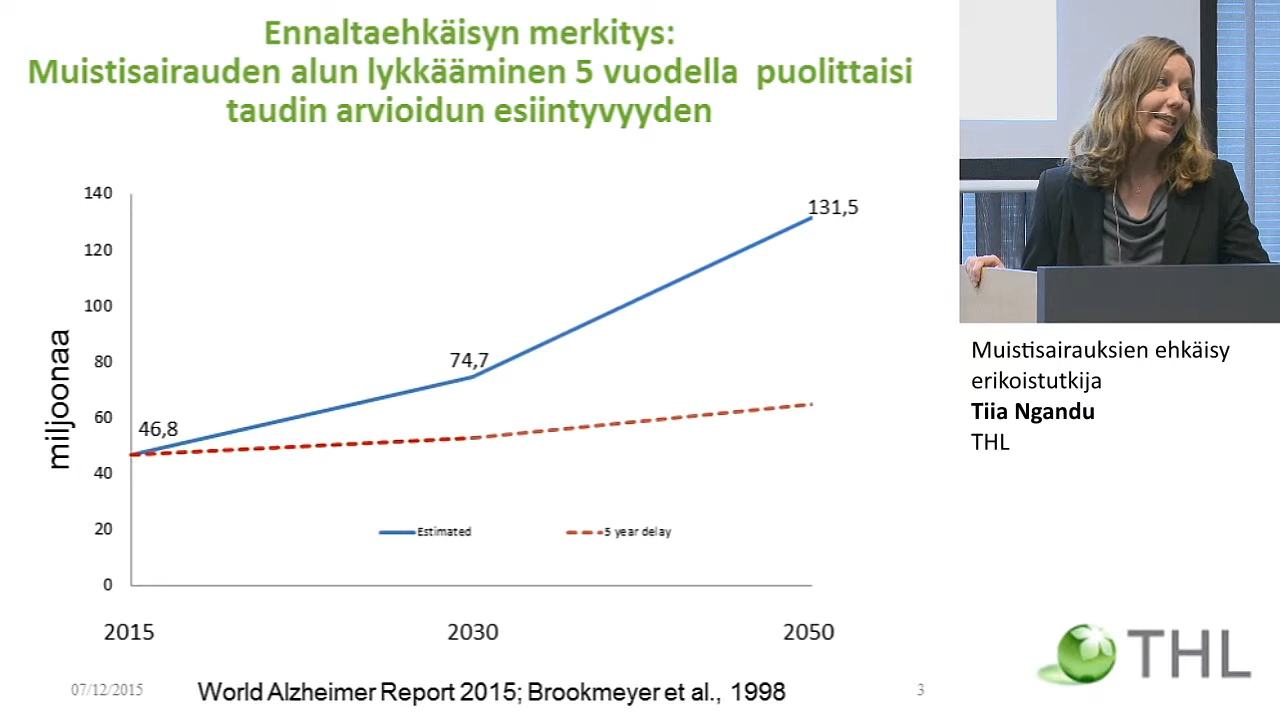 Ennaltaehkäisyn merkitys:
Muistisairauden alun lykkääminen 5 vuodella puolittaisi
taudin arvioidun esiintyvyyden
140
120
100
80
60
40
20
0
miljoonaa
46,8
74,7
131,5
Estimated
5 year delay
2015
2030
2050
07/12/2015
World Alzheimer Report 2015; Brookmeyer et al., 1998
3
Muistisairauksien ehkäisy
erikoistutkija
Tiia Ngandu
THL
THL